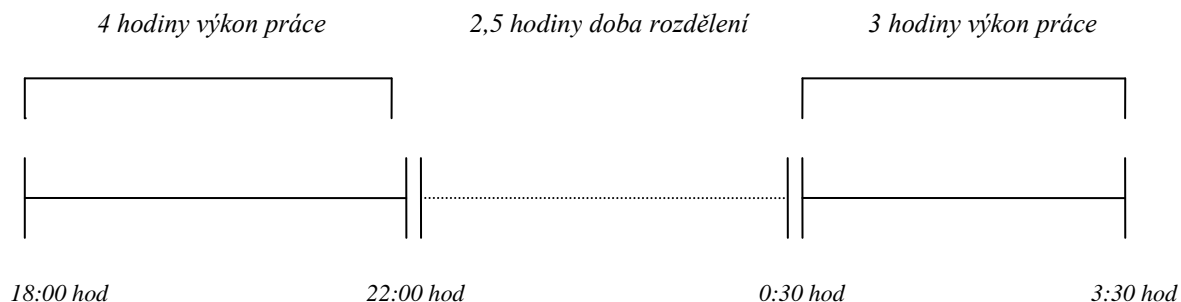 4 hodiny výkon práce 2,5 hodiny doba rozdělení 3 hodiny výkon práce
18:00 hod 22:00 hod 0:30 hod 3:30 hod